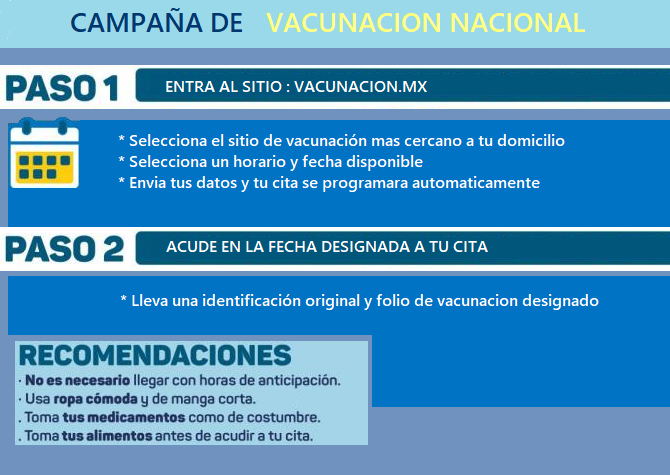 CAMPAÑA DE VACUNACION NACIONAL
PASO 1 ENTRA AL SITIO : VACUNACION.MX
* Selecciona el sitio de vacunación mas cercano a tu domicilio
* Selecciona un horario y fecha disponible
* Envia tus datos y tu cita se programara automaticamente
PASO 2 ACUDE EN LA FECHA DESIGNADA A TU CITA
* Lleva una identificación original y folio de vacunacion designado
RECOMENDACIONES
· No es necesario llegar con horas de anticipación.
· Usa ropa cómoda y de manga corta.
. Toma tus medicamentos como de costumbre.
. Toma tus alimentos antes de acudir a tu cita.